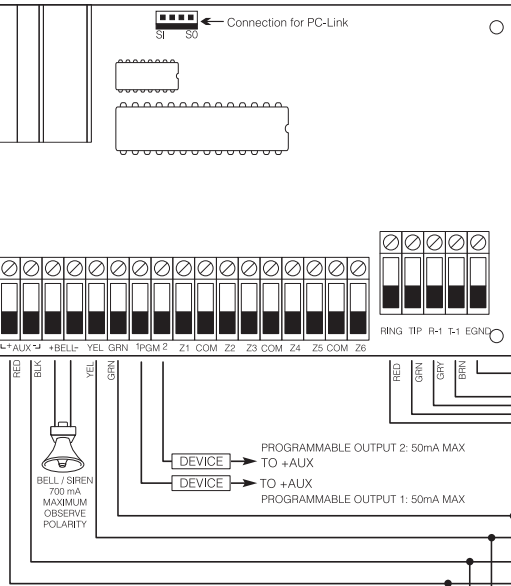 Connection for PC-Link
SI SO
RING TIP R-1 T-1 EGND
+ AUX - +BELL- YEL GRN 1PGM 2 Z1 COM Z2 Z3 COM Z4 Z5 COM Z6
RED
BLK
YEL
GRN
RED
GRN
GRY
BRN
BELL / SIREN
700 mA
MAXIMUM
OBSERVE
POLARITY
PROGRAMMABLE OUTPUT 2: 50mA MAX
DEVICE TO +AUX
DEVICE TO +AUX
PROGRAMMABLE OUTPUT 1: 50mA MAX